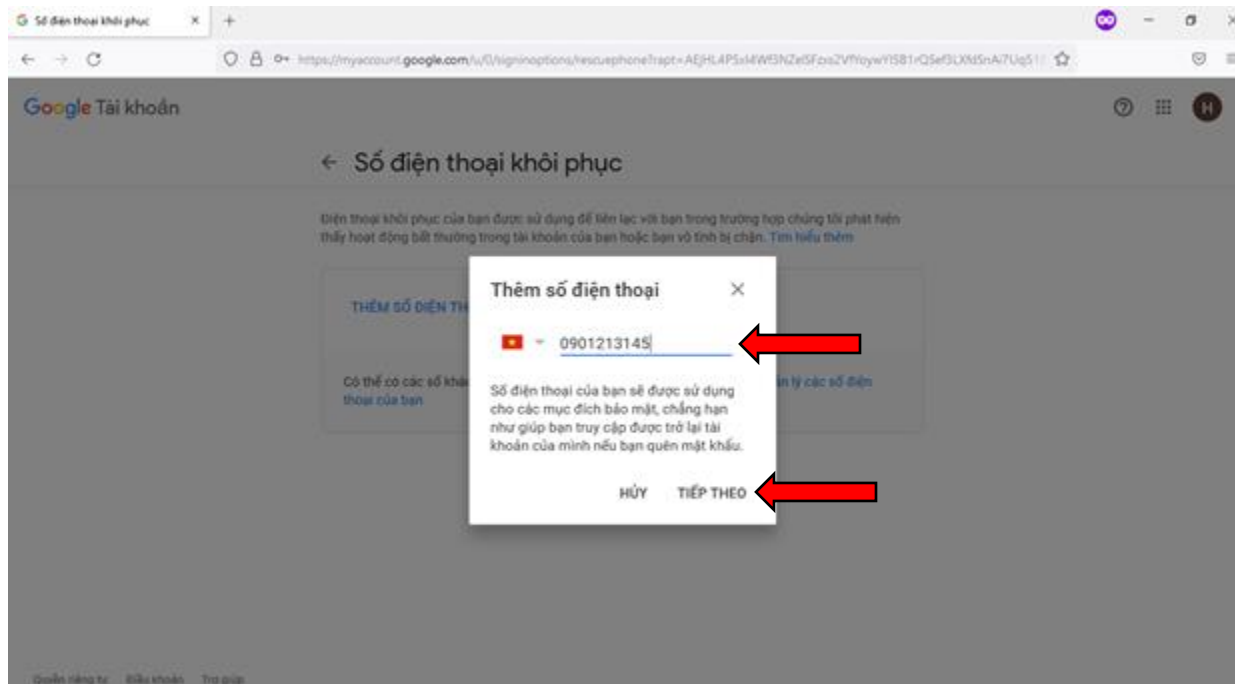 Số điện thoại khôi phục
https://myaccount.google.com/u/0/signinoptions/rescuephone?rapt=
Google Tài khoản
H
← Số điện thoại khôi phục
Điện thoại khôi phục của bạn được sử dụng để liên lạc với bạn trong trường hợp chúng tôi phát hiện
thấy hoạt động bất thường trong tài khoản của bạn hoặc bạn vô tình bị chặn. Tìm hiểu thêm
THÊM SỐ ĐIỆN TH
Thêm số điện thoại
0901213145
Có thể có các số khá
ản lý các số điện
thoại của bạn
Số điện thoại của bạn sẽ được sử dụng
cho các mục đích bảo mật, chẳng hạn
như giúp bạn truy cập được trở lại tài
khoản của mình nếu bạn quên mật khẩu.
HỦY TIẾP THEO
Quyền riêng tư Điều khoản Trợ giúp